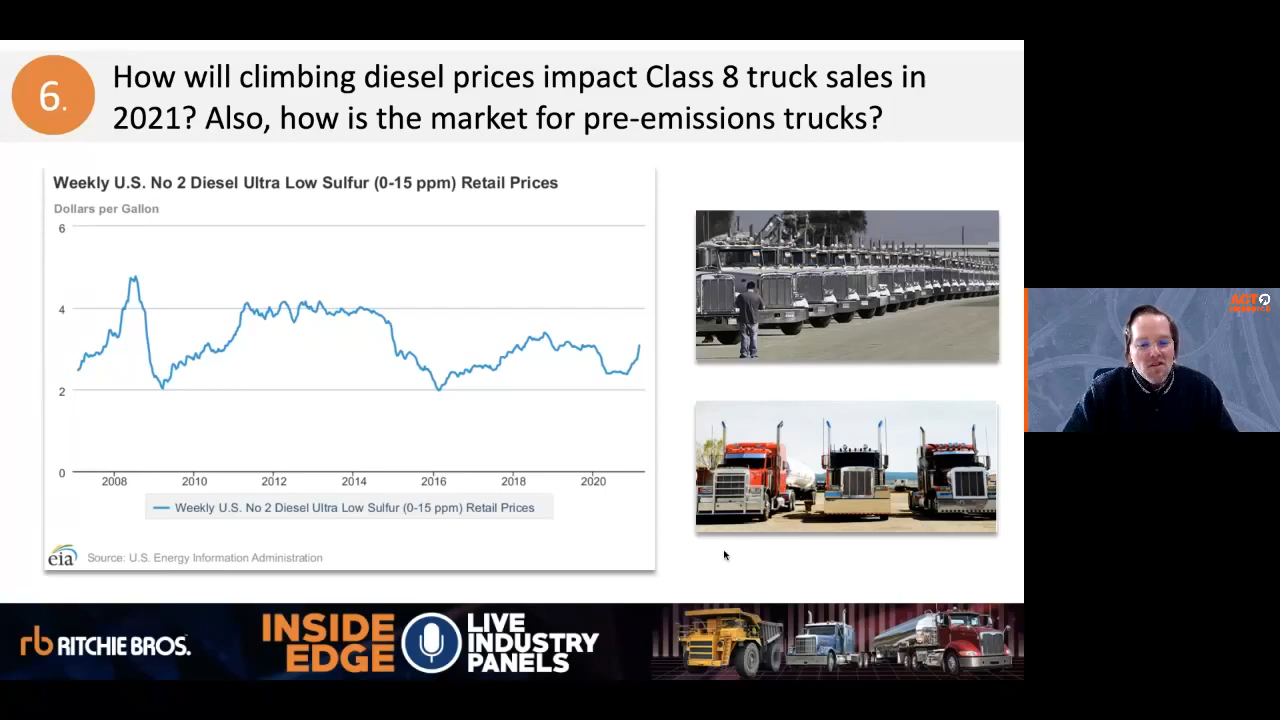 6.
How will climbing diesel prices impact Class 8 truck sales in
2021? Also, how is the market for pre-emissions trucks?
Weekly U.S. No 2 Diesel Ultra Low Sulfur (0-15 ppm) Retail Prices
Dollars per Gallon
6
4
2
0
2008 2010 2012 2014 2016 2018 2020
Weekly U.S. No 2 Diesel Ultra Low Sulfur (0-15 ppm) Retail Prices
eia Source: U.S. Energy Information Administration
ACT
rb RITCHIE BROS.
INSIDE
EDGE
LIVE
INDUSTRY
PANELS